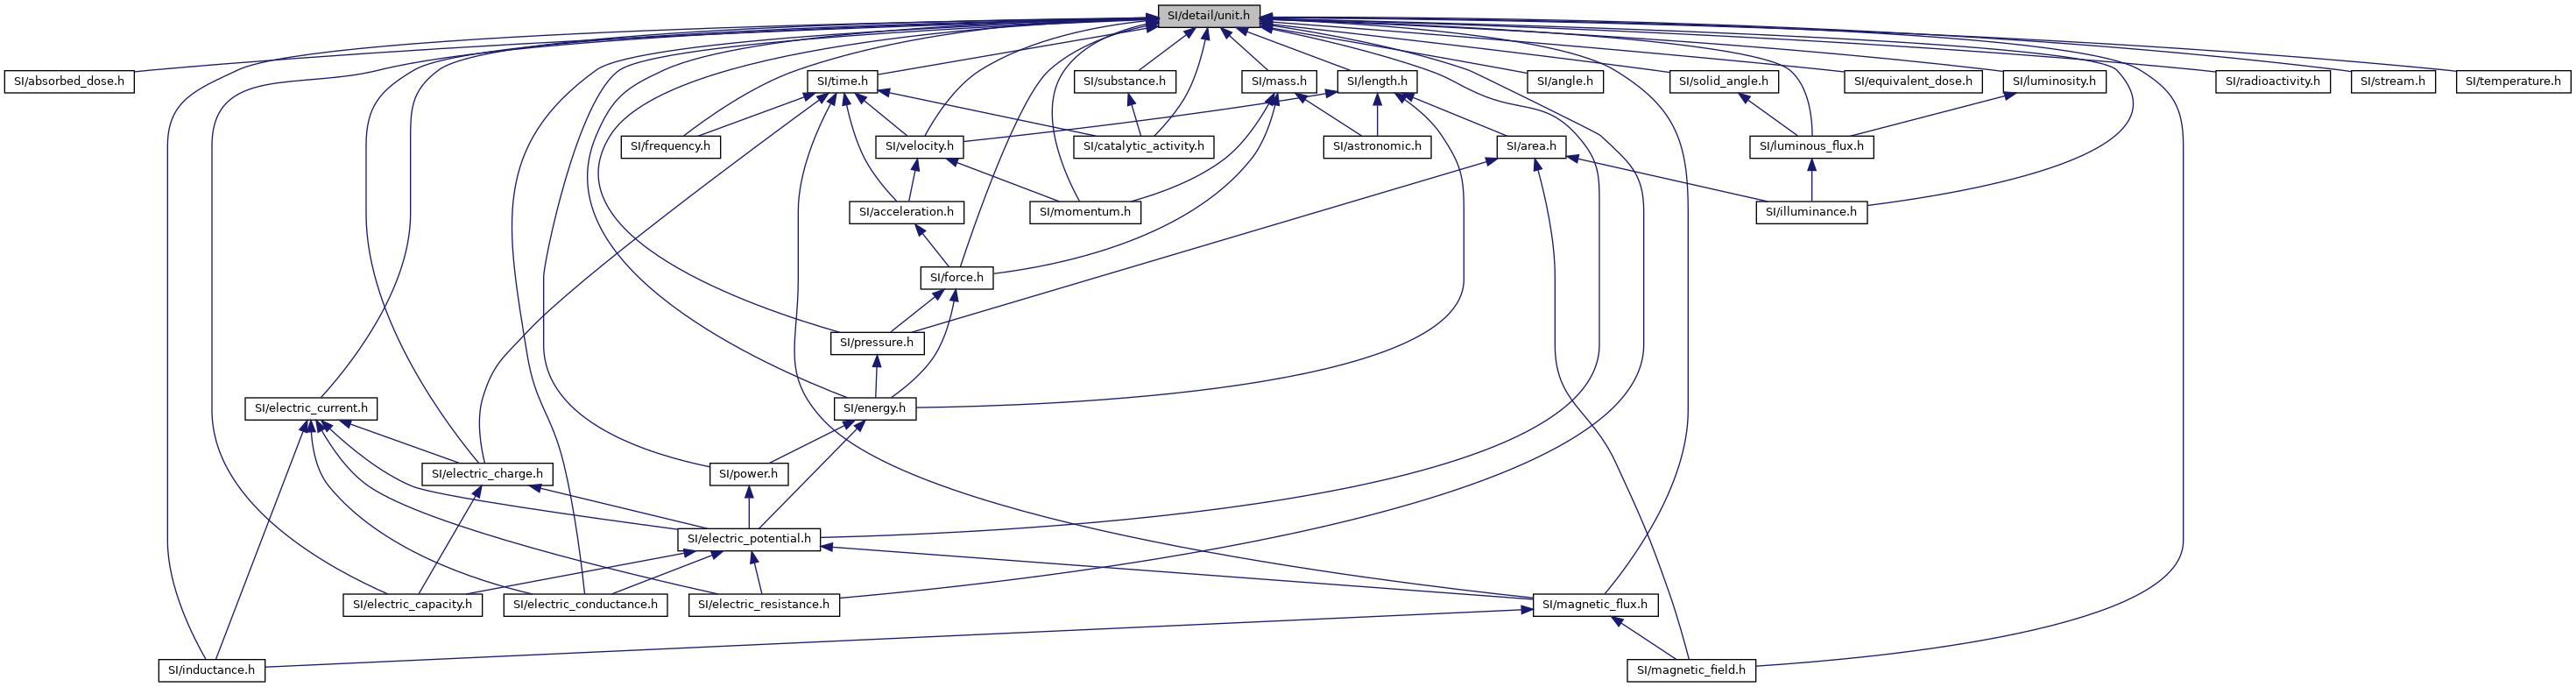 SI/detail/unit.h
SI/absorbed_dose.h
SI/time.h
SI/substance.h
SI/mass.h
SI/length.h
SI/angle.h
SI/solid_angle.h
SI/equivalent_dose.h
SI/luminosity.h
SI/radioactivity.h
SI/stream.h
SI/temperature.h
SI/frequency.h
SI/velocity.h
SI/catalytic_activity.h
SI/astronomic.h
SI/area.h
SI/luminous_flux.h
SI/acceleration.h
SI/momentum.h
SI/illuminance.h
SI/force.h
SI/pressure.h
SI/electric_current.h
SI/energy.h
SI/electric_charge.h
SI/power.h
SI/electric_potential.h
SI/electric_capacity.h
SI/electric_conductance.h
SI/electric_resistance.h
SI/magnetic_flux.h
SI/inductance.h
SI/magnetic_field.h